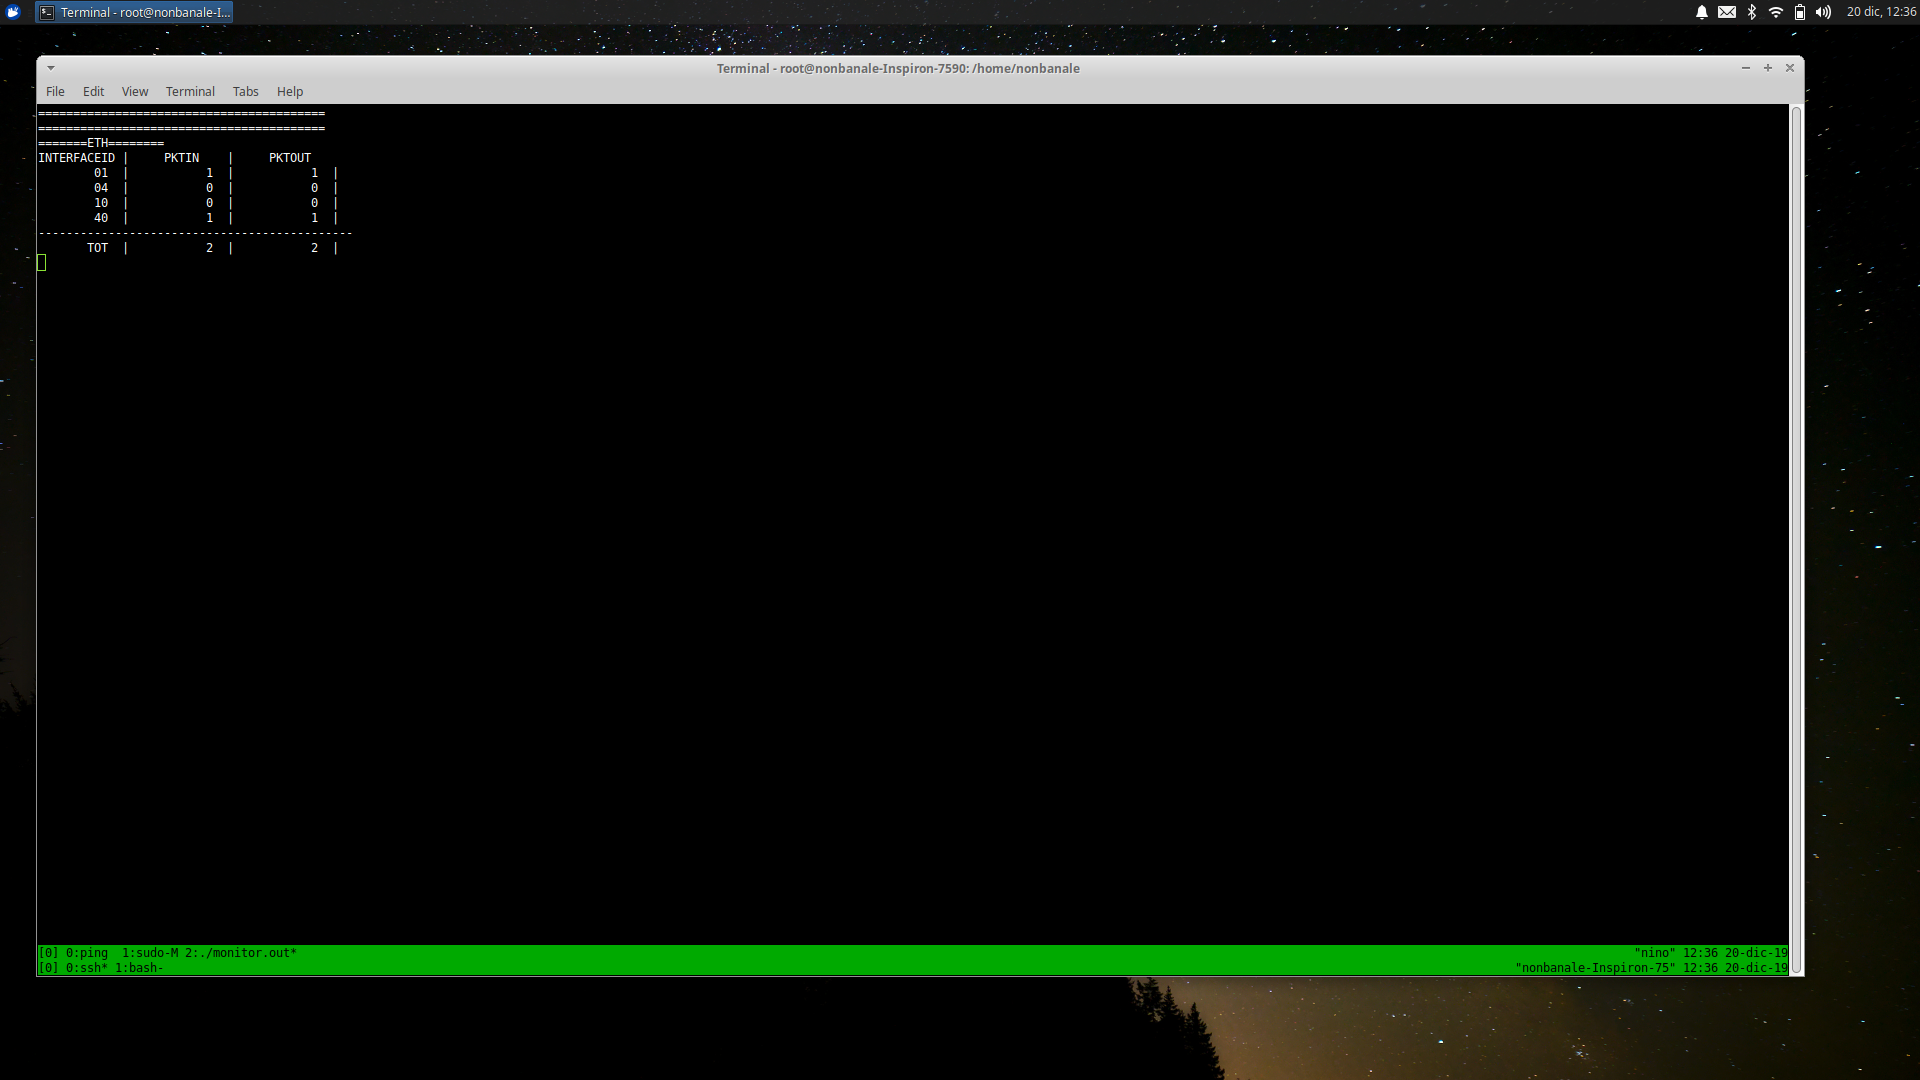 Terminal - root@nonbanale-I...
20 dic, 12:36
Terminal - root@nonbanale-Inspiron-7590: /home/nonbanale
File Edit View Terminal Tabs Help
=========================================
=========================================
=======ETH========
INTERFACEID | PKTIN | PKTOUT
01 | 1 | 1 |
04 | 0 | 0 |
10 | 0 | 0 |
40 | 1 | 1 |
---------------------------------------------
TOT | 2 | 2 |
[0] 0:ping 1:sudo-M 2:./monitor.out* "nino" 12:36 20-dic-19
[0] 0:ssh* 1:bash- "nonbanale-Inspiron-75" 12:36 20-dic-19